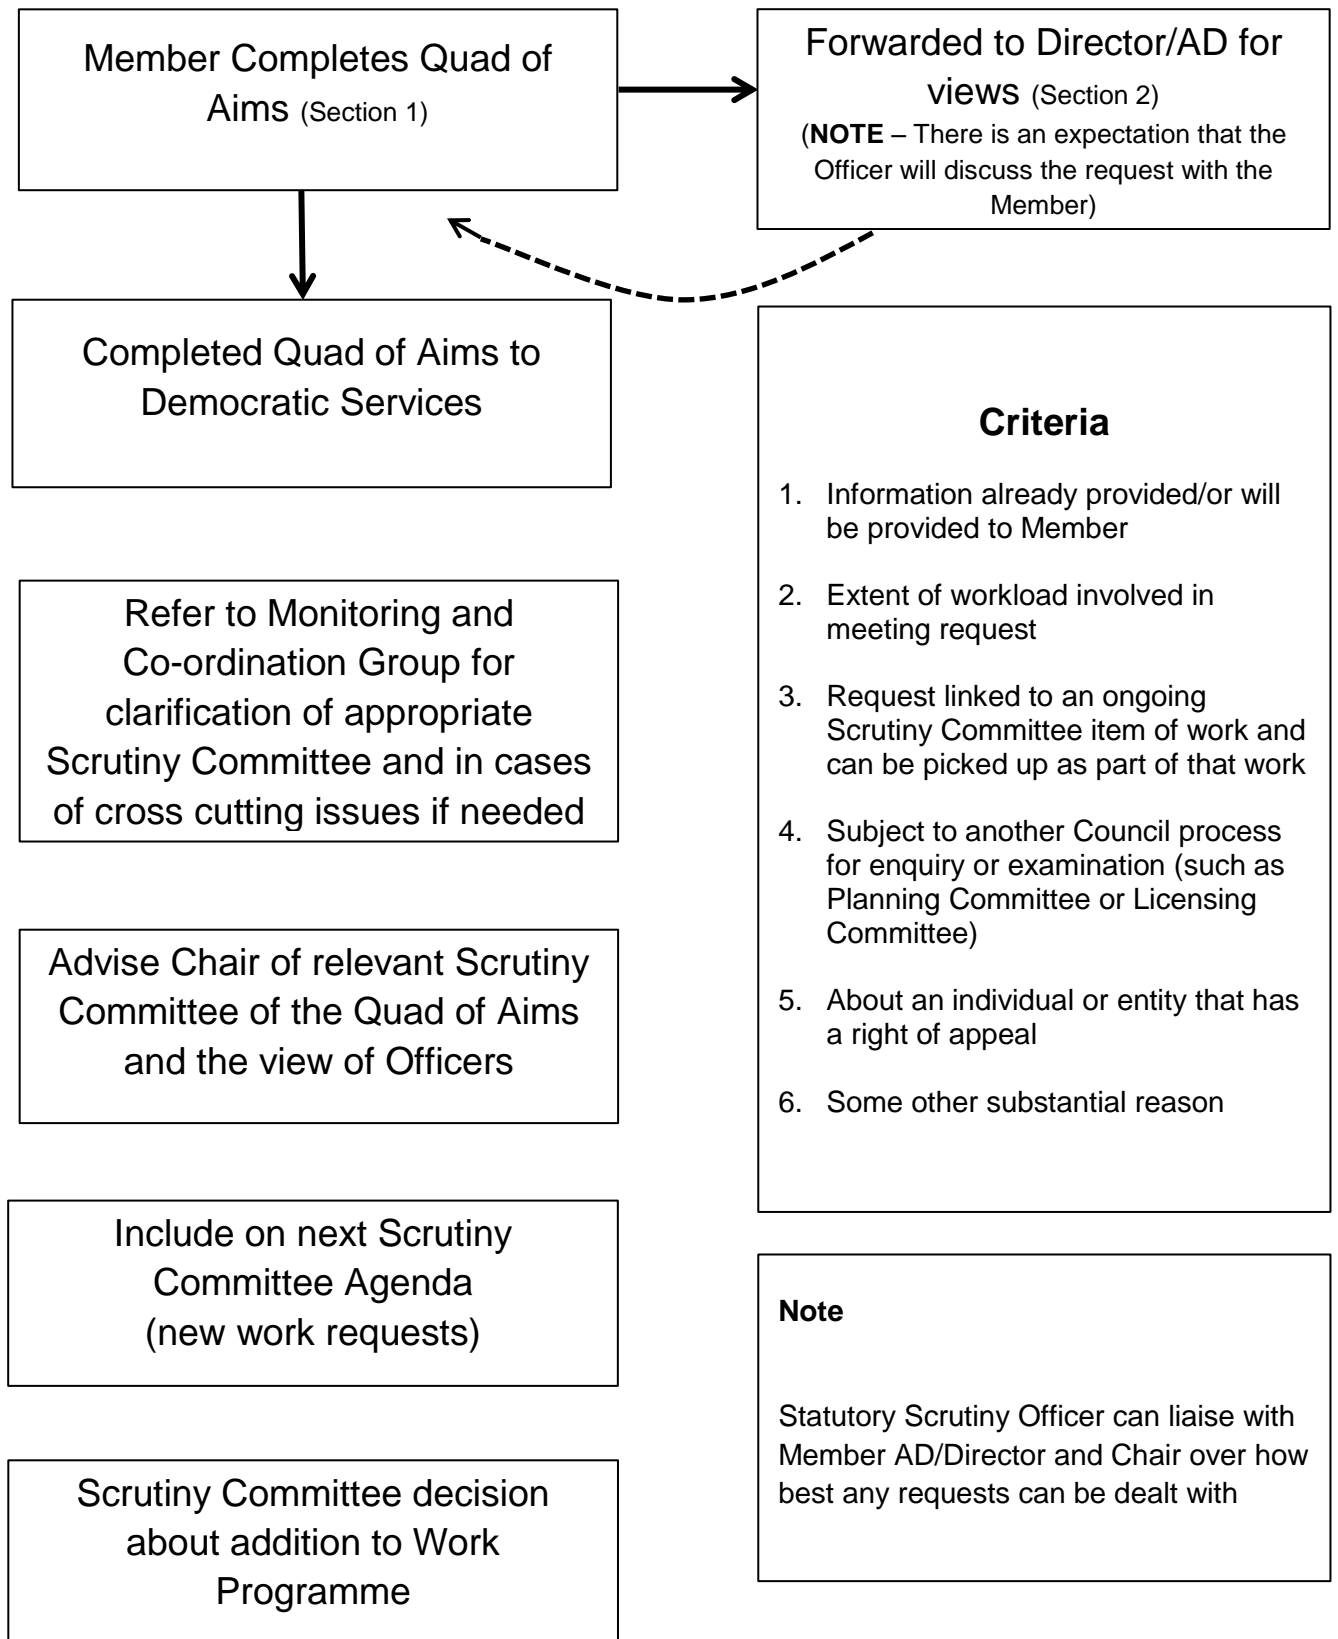 Member Completes Quad of
Aims (Section 1)
Forwarded to Director/AD for
views (Section 2)
(NOTE – There is an expectation that the
Officer will discuss the request with the
Member)
Completed Quad of Aims to
Democratic Services
Refer to Monitoring and
Co-ordination Group for
clarification of appropriate
Scrutiny Committee and in cases
of cross cutting issues if needed
Advise Chair of relevant Scrutiny
Committee of the Quad of Aims
and the view of Officers
Include on next Scrutiny
Committee Agenda
(new work requests)
Scrutiny Committee decision
about addition to Work
Programme
Criteria
1. Information already provided/or will
be provided to Member
2. Extent of workload involved in
meeting request
3. Request linked to an ongoing
Scrutiny Committee item of work and
can be picked up as part of that work
4. Subject to another Council process
for enquiry or examination (such as
Planning Committee or Licensing
Committee)
5. About an individual or entity that has
a right of appeal
6. Some other substantial reason
Note
Statutory Scrutiny Officer can liaise with
Member AD/Director and Chair over how
best any requests can be dealt with